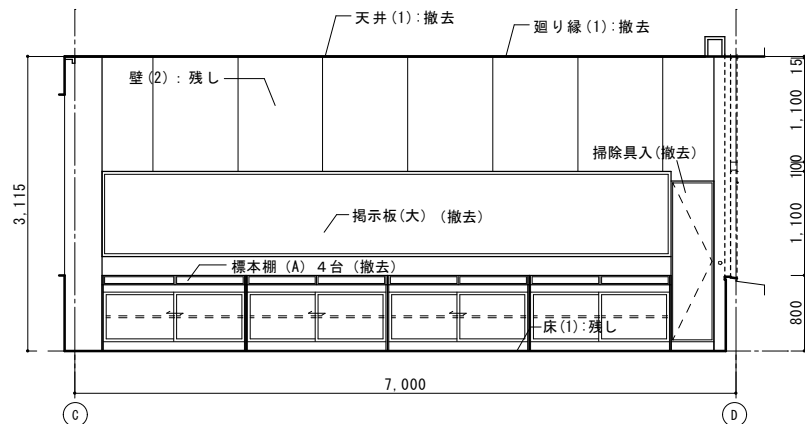 天井(1):撤去
廻り縁(1):撤去
壁(2):残し
掃除具入(撤去)
掲示板(大) (撤去)
標本棚(A) 4台(撤去)
床(1):残し
3,115
15
1,100
100
1,100
800
7,000
C
D